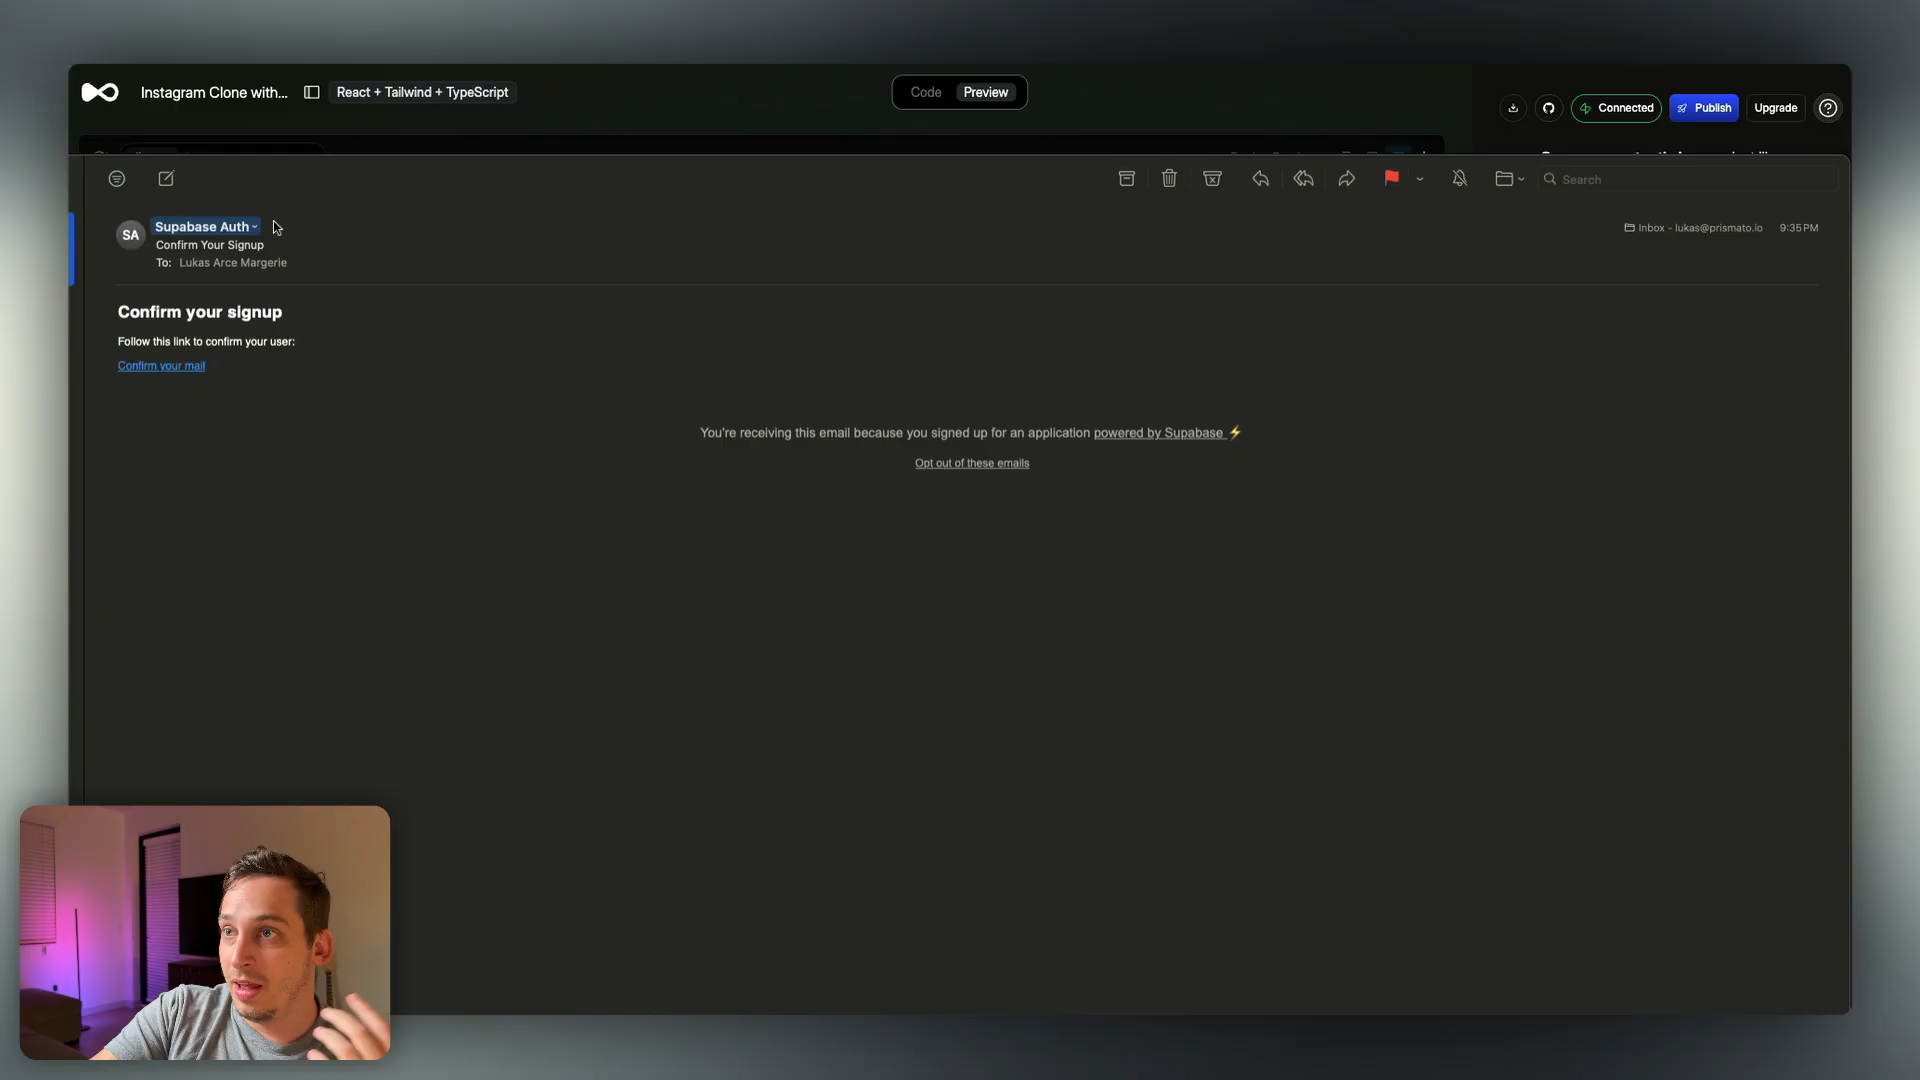 Instagram Clone with...
React + Tailwind + TypeScript
Code
Preview
Connected
Publish
Upgrade
Search
SA
Supabase Auth
Inbox - lukas@prismato.io
9:35 PM
Confirm Your Signup
To: Lukas Arce Margerie
Confirm your signup
Follow this link to confirm your user:
Confirm your mail
You're receiving this email because you signed up for an application powered by Supabase ⚡
Opt out of these emails